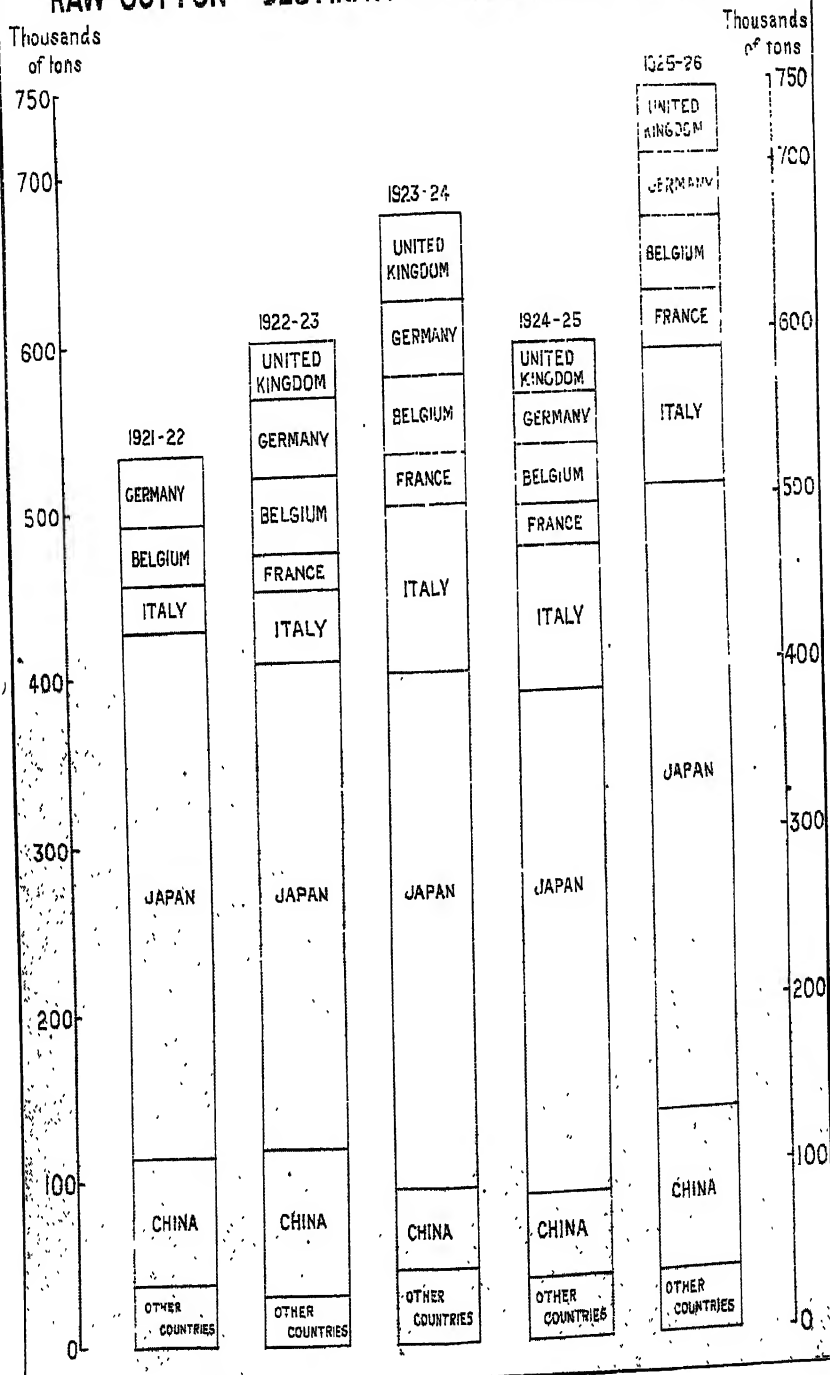 RAW COTTON
Thousands
of tons
750
700
600
500
400
300
200
100
0
1921-22
GERMANY
BELGIUM
ITALY
JAPAN
CHINA
OTHER
COUNTRIES
1922-23
UNITED
KINGDOM
GERMANY
BELGIUM
FRANCE
ITALY
JAPAN
CHINA
OTHER
COUNTRIES
1923-24
UNITED
KINGDOM
GERMANY
BELGIUM
FRANCE
ITALY
JAPAN
CHINA
OTHER
COUNTRIES
1924-25
UNITED
KINGDOM
GERMANY
BELGIUM
FRANCE
ITALY
JAPAN
CHINA
OTHER
COUNTRIES
1925-26
UNITED
KINGDOM
GERMANY
BELGIUM
FRANCE
ITALY
JAPAN
CHINA
OTHER
COUNTRIES
Thousands
of tons
750
700
600
500
400
300
200
100
0